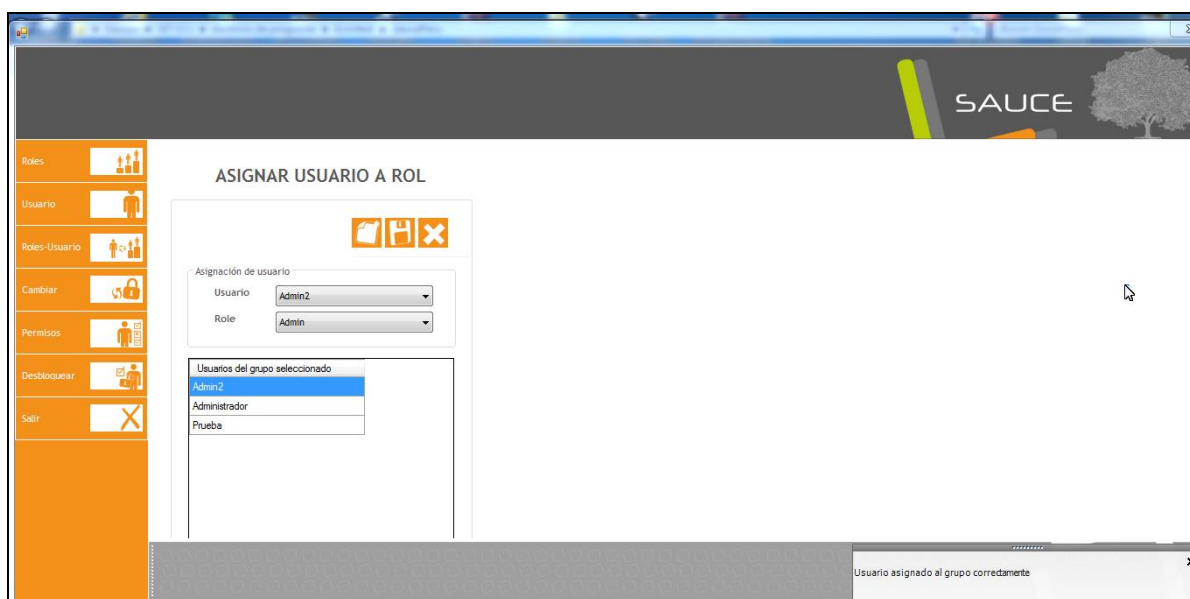 SAUCE
Roles
Usuario
Roles-Usuario
Cambiar
Permisos
Desbloquear
Salir
ASIGNAR USUARIO A ROL
Asignación de usuario
Usuario Admin2
Role Admin
Usuarios del grupo seleccionado
Admin2
Administrador
Prueba
Usuario asignado al grupo correctamente